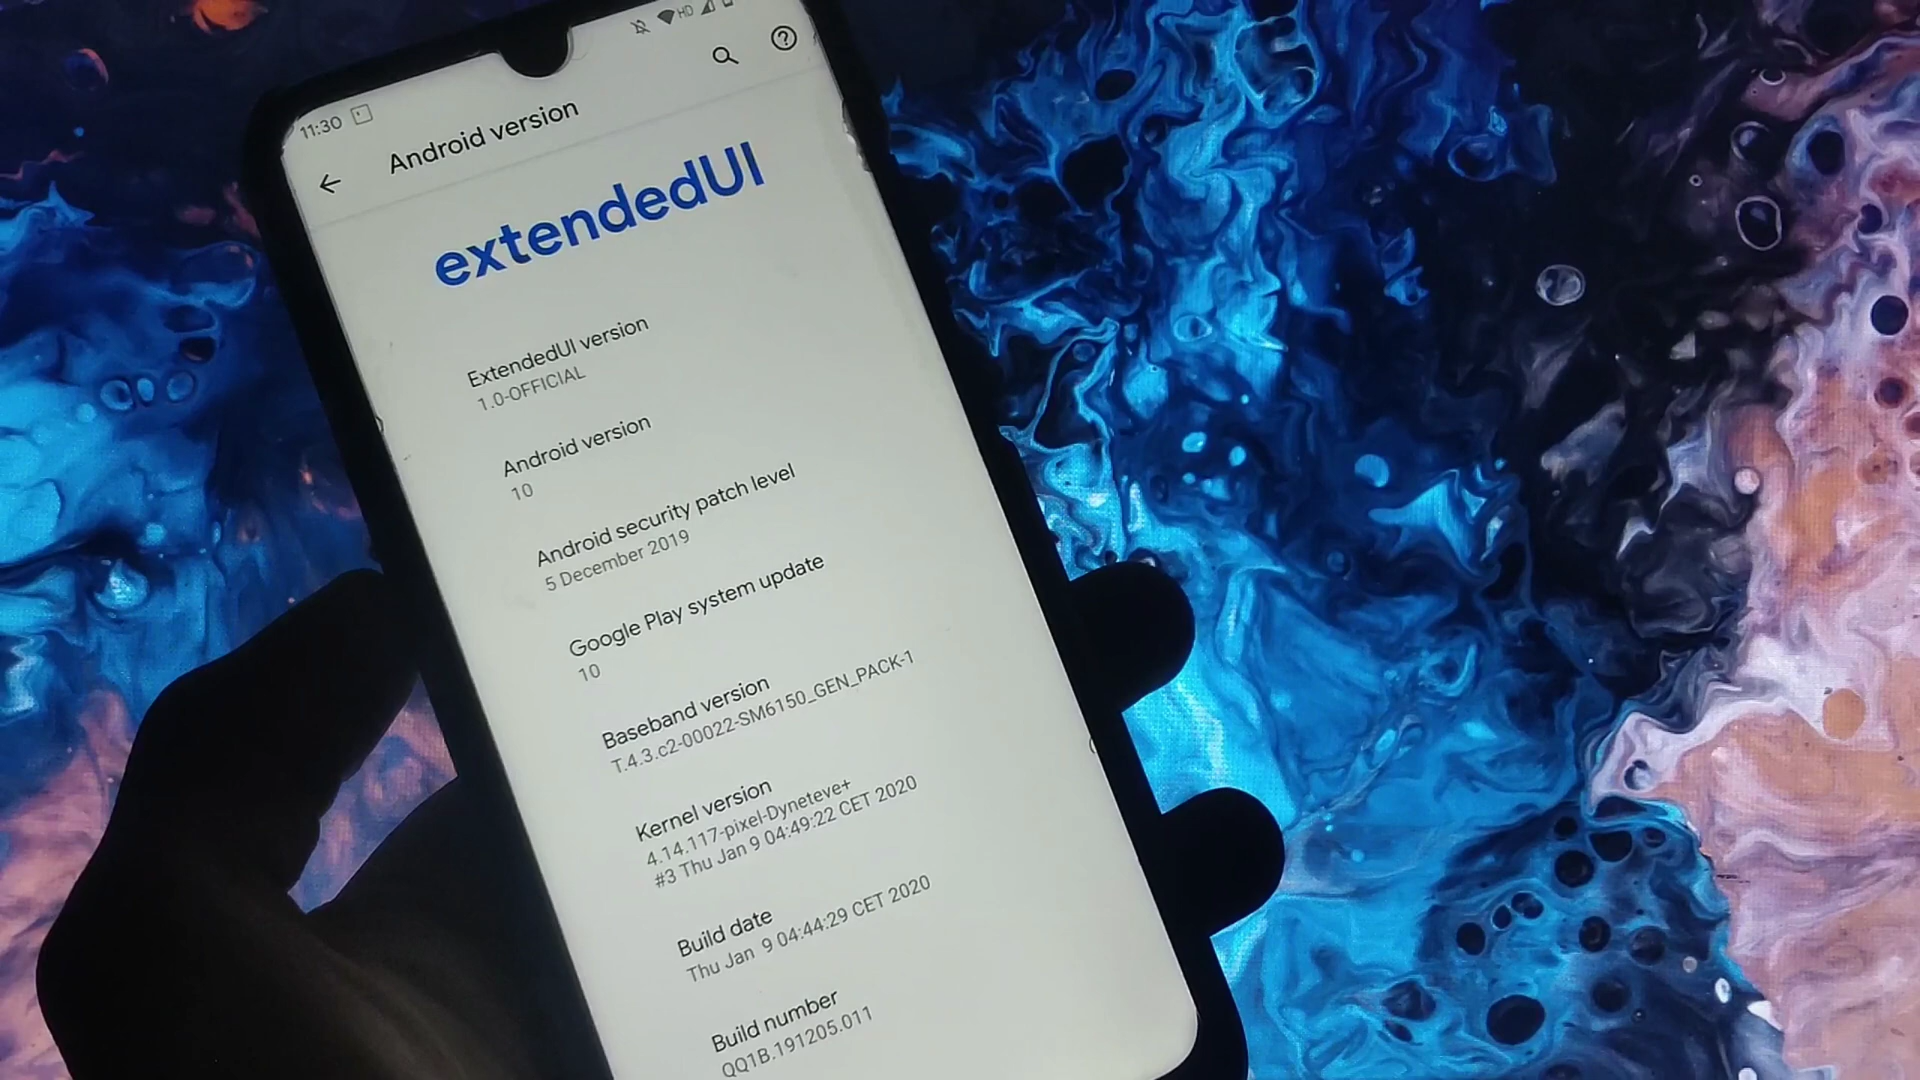 11:30
HD
Android version
extendedUI
ExtendedUI version
1.0-OFFICIAL
Android version
10
Android security patch level
5 December 2019
Google Play system update
10
Baseband version
T.4.3.c2-00022-SM6150_GEN_PACK-1
Kernel version
4.14.117-pixel-Dyneteve+
#3 Thu Jan 9 04:49:22 CET 2020
Build date
Thu Jan 9 04:44:29 CET 2020
Build number
QQ1B.191205.011